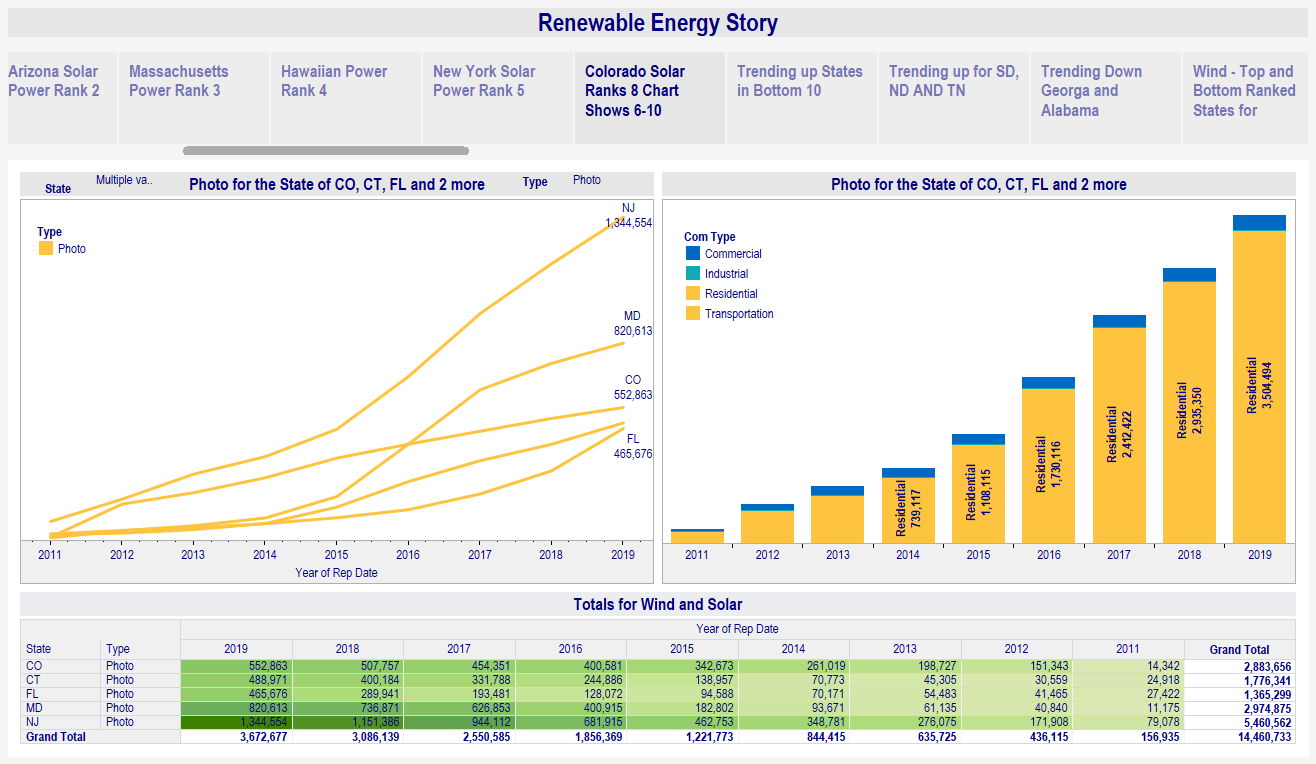 Renewable Energy Story
Arizona Solar
Power Rank 2
Massachusetts
Power Rank 3
Hawaiian Power
Rank 4
New York Solar
Power Rank 5
Colorado Solar
Ranks 8 Chart
Shows 6-10
Trending up States
in Bottom 10
Trending up for SD,
ND AND TN
Trending Down
Georga and
Alabama
Wind - Top and
Bottom Ranked
States for
State
Multiple va..
Photo for the State of CO, CT, FL and 2 more
Type
Photo
Type
Photo
NJ
1,344,554
MD
820,613
CO
552,863
FL
465,676
2011 2012 2013 2014 2015 2016 2017 2018 2019
Year of Rep Date
Photo for the State of CO, CT, FL and 2 more
Com Type
Commercial
Industrial
Residential
Transportation
Residential
739,117
Residential
1,108,115
Residential
1,730,116
Residential
2,412,422
Residential
2,935,350
Residential
3,504,494
2011 2012 2013 2014 2015 2016 2017 2018 2019
Totals for Wind and Solar
Year of Rep Date
State Type 2019 2018 2017 2016 2015 2014 2013 2012 2011 Grand Total
CO Photo 552,863 507,757 454,351 400,581 342,673 261,019 198,727 151,343 14,342 2,883,656
CT Photo 488,971 400,184 331,788 244,886 138,957 70,773 45,305 30,559 24,918 1,776,341
FL Photo 465,676 289,941 193,481 128,072 94,588 70,171 54,483 41,465 27,422 1,365,299
MD Photo 820,613 736,871 626,853 400,915 182,802 93,671 61,135 40,840 11,175 2,974,875
NJ Photo 1,344,554 1,151,386 944,112 681,915 462,753 348,781 276,075 171,908 79,078 5,460,562
Grand Total 3,672,677 3,086,139 2,550,585 1,856,369 1,221,773 844,415 635,725 436,115 156,935 14,460,733